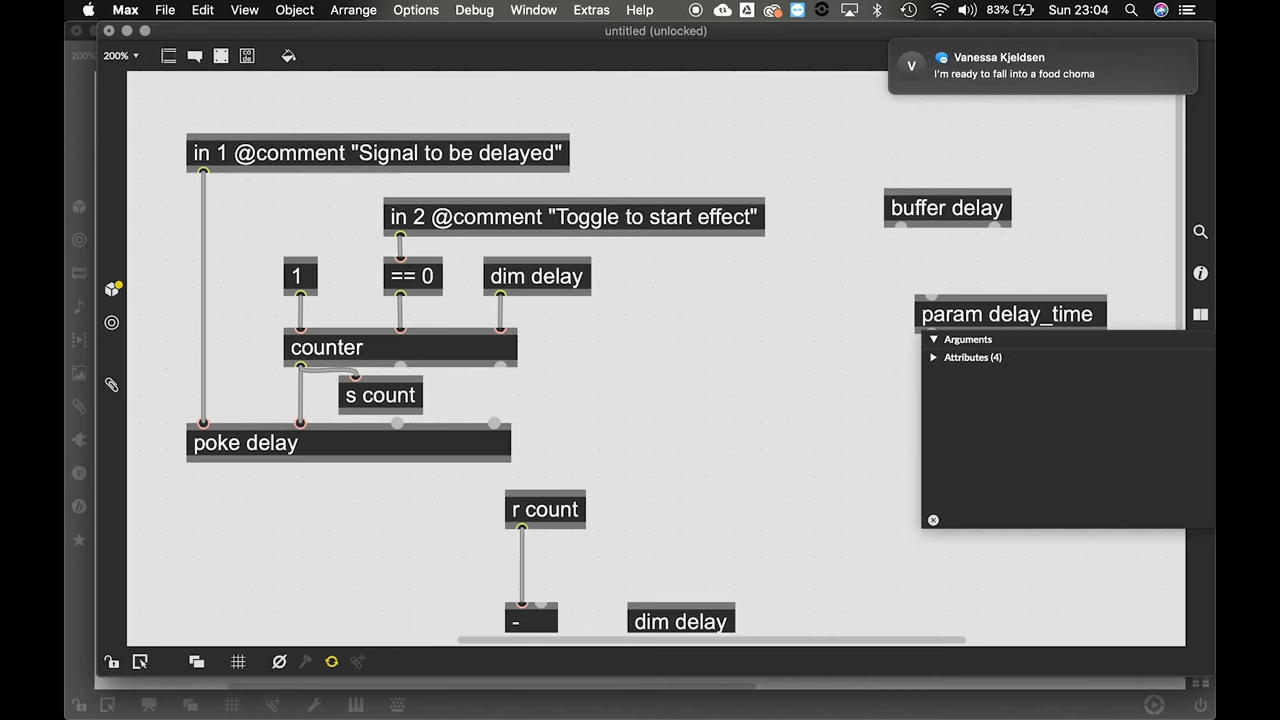 Max File Edit View Object Arrange Options Debug Window Extras Help 83% Sun 23:04
untitled (unlocked)
200%
200%
Vanessa Kjeldsen
V
I'm ready to fall into a food choma
in 1 @comment "Signal to be delayed"
in 2 @comment "Toggle to start effect"
buffer delay
1
== 0
dim delay
param delay_time
counter
Arguments
Attributes (4)
s count
poke delay
r count
-
dim delay